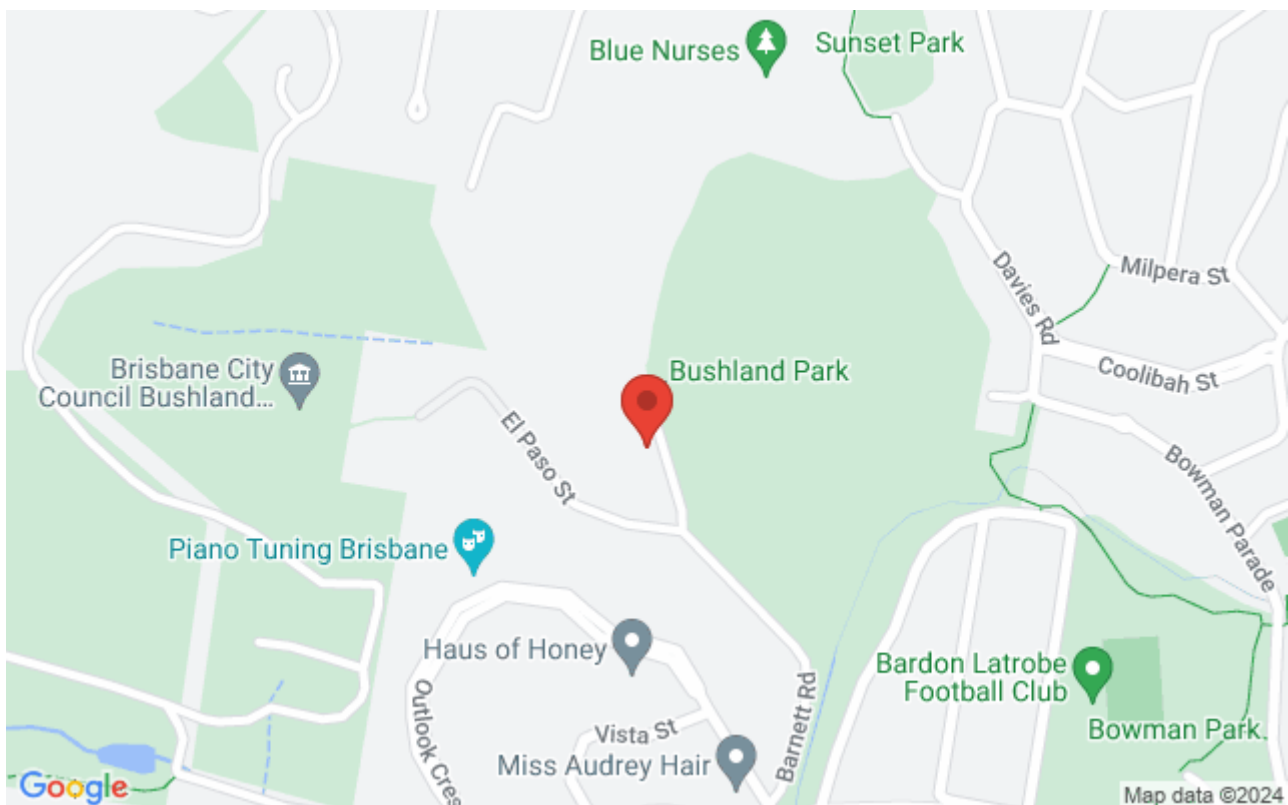 Blue Nurses
Sunset Park
Davies Rd
Milpera St
Coolibah St
Brisbane City
Council Bushland...
Bushland Park
El Paso St
Bowman Parade
Piano Tuning Brisbane
Haus of Honey
Outlook Cres
Vista St
Barnett Rd
Bardon Latrobe
Football Club
Bowman Park
Miss Audrey Hair
Google
Map data ©2024